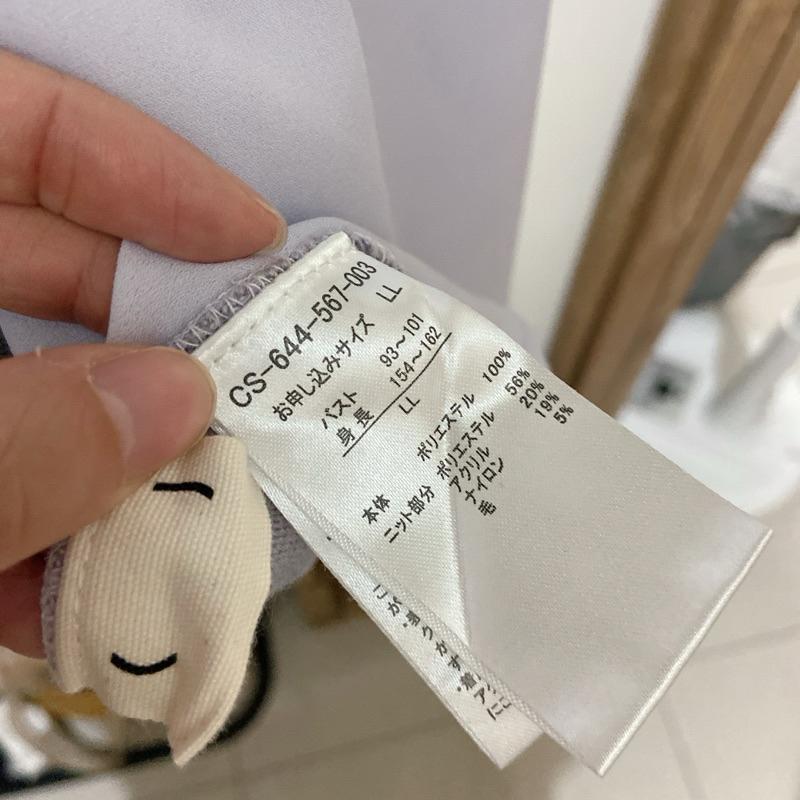 CS-644-567-003
お申し込みサイズ LL
バスト 93～101
身長 154～162
LL
本体 ポリエステル 100%
ニット部分 ポリエステル 56%
アクリル 20%
ナイロン 19%
毛 5%